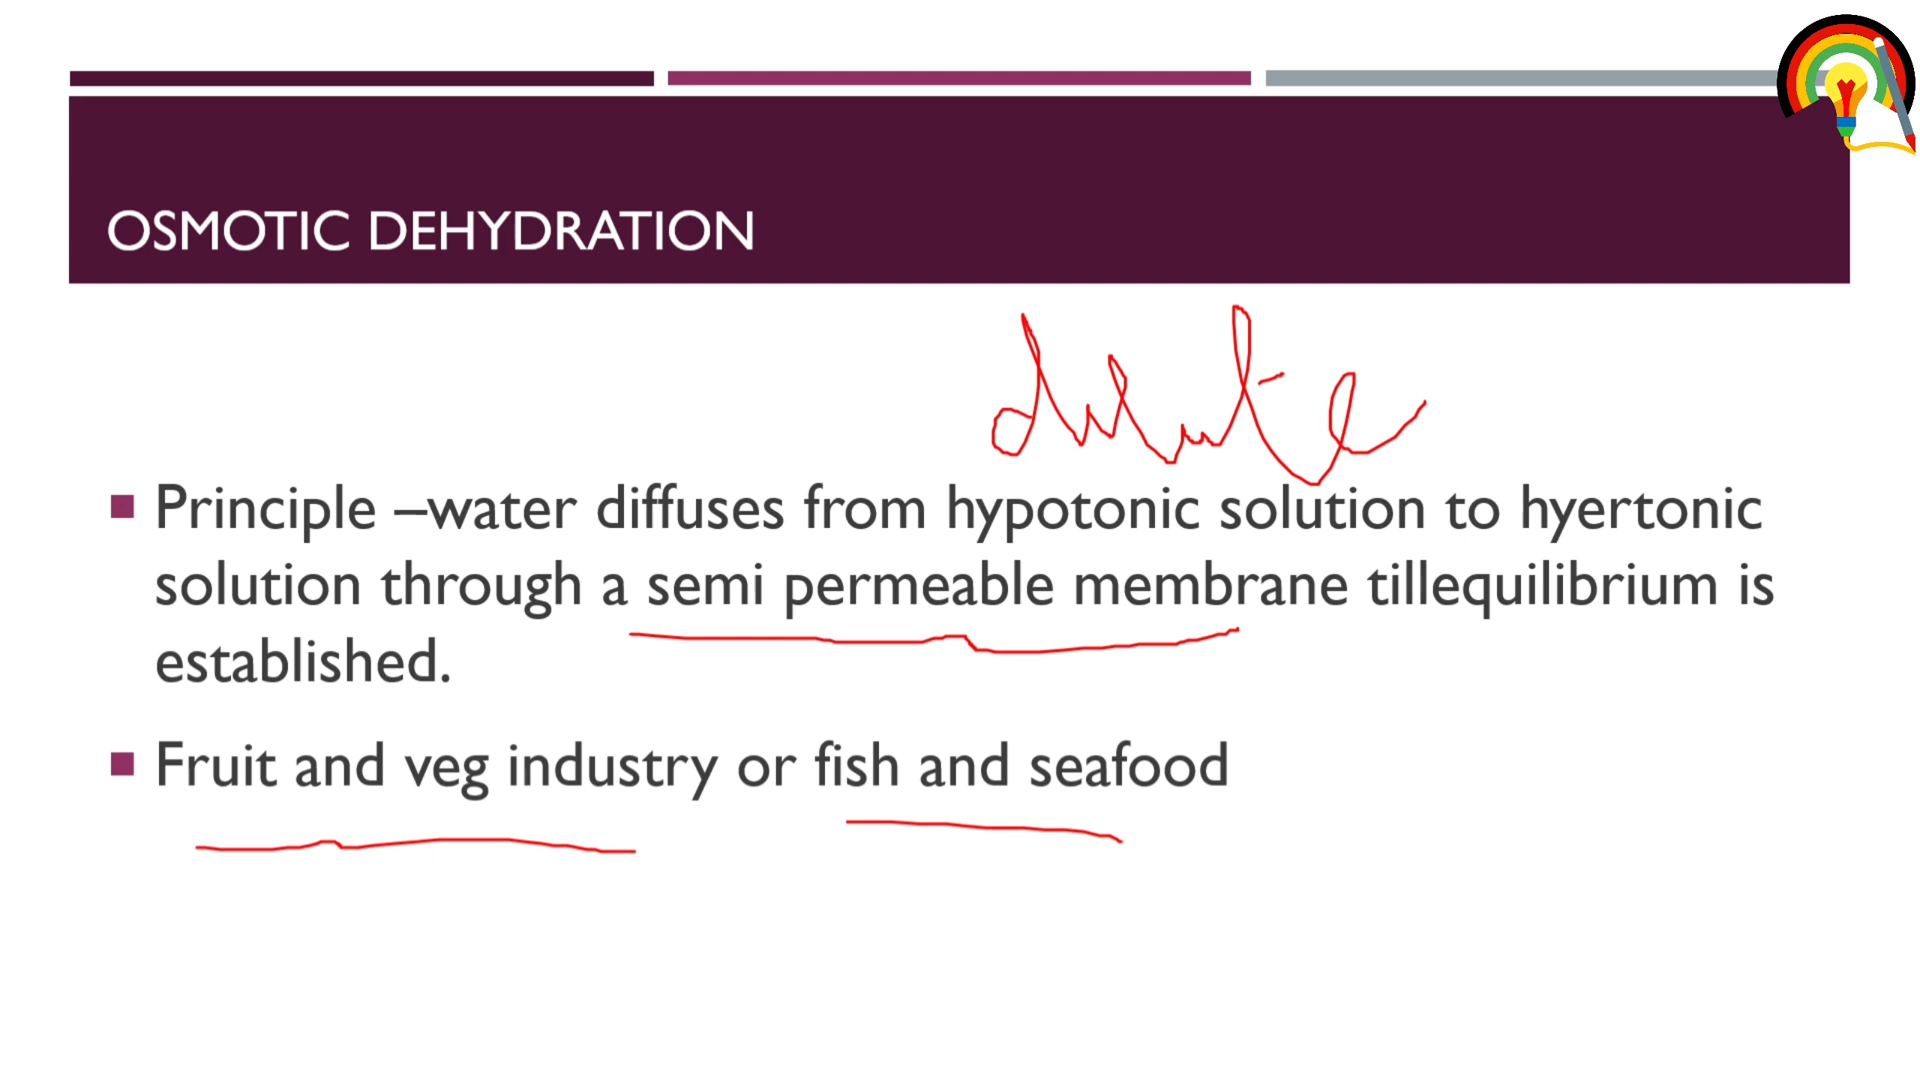 OSMOTIC DEHYDRATION
dilute
Principle –water diffuses from hypotonic solution to hyertonic
solution through a semi permeable membrane tillequilibrium is
established.
Fruit and veg industry or fish and seafood